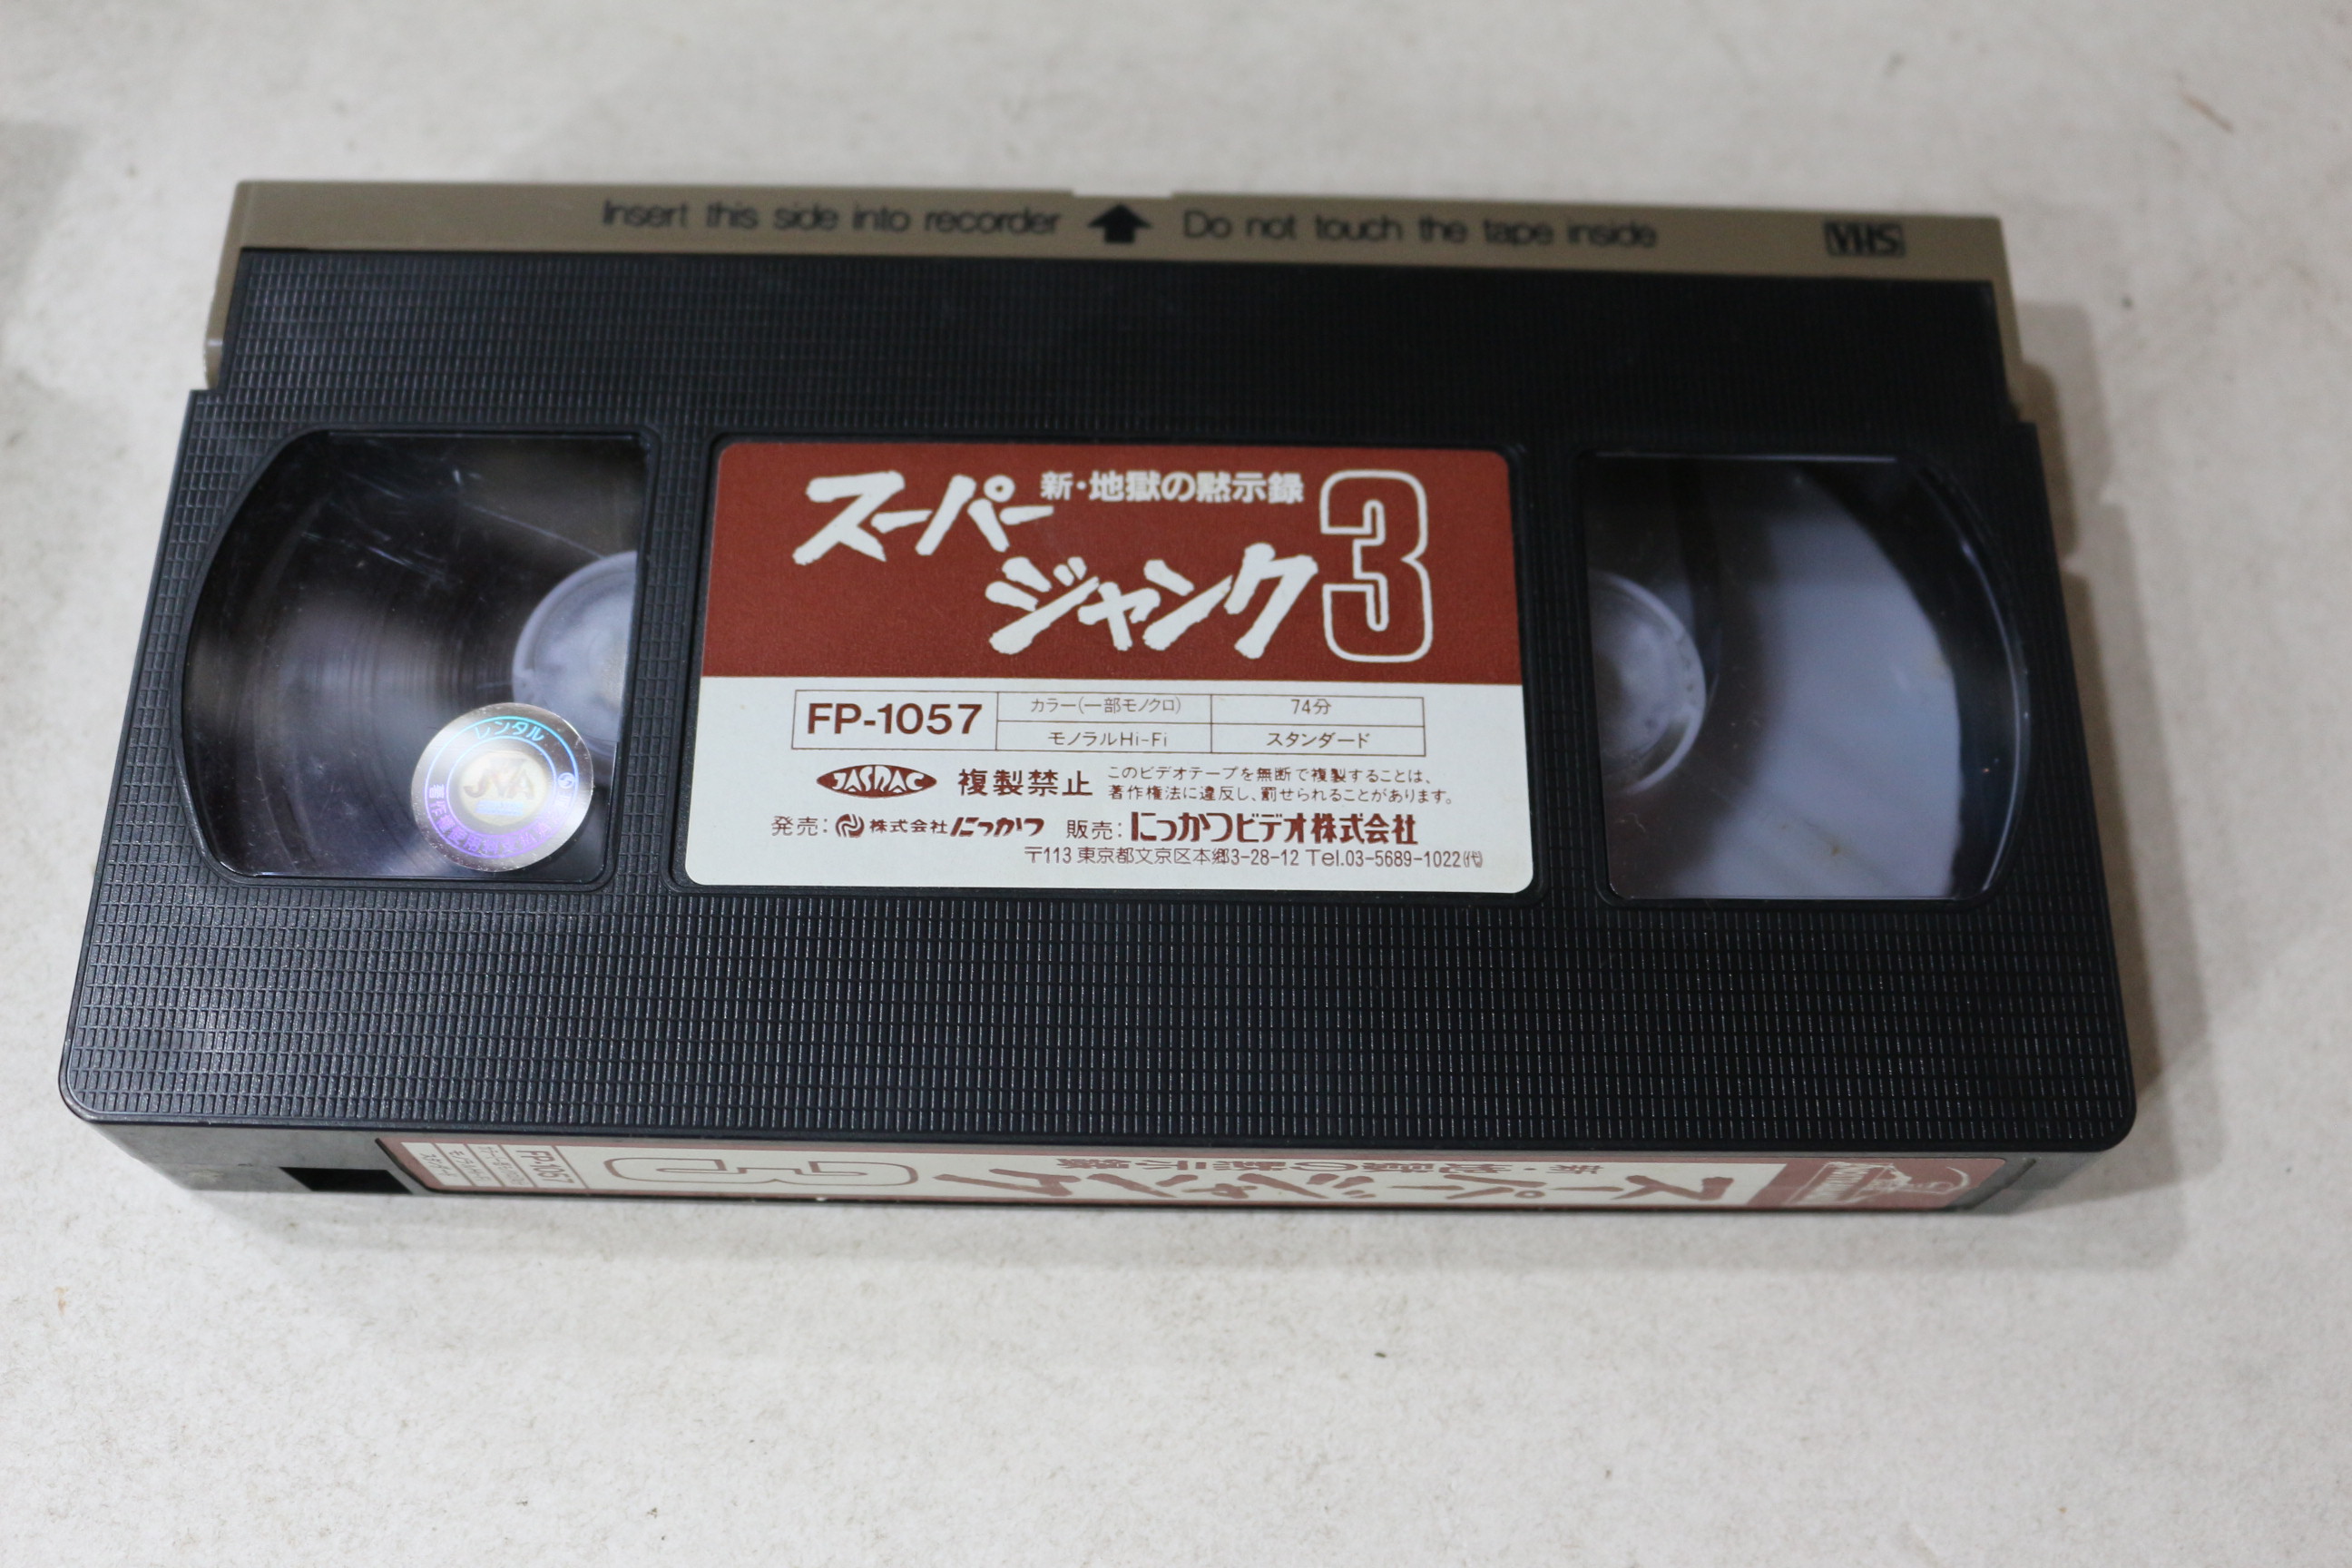 Insert this side into recorder Do not touch the tape inside VHS
新・地獄の黙示録
スーパー
ジャンク3
FP-1057 カラー(一部モノクロ) 74分
モノラルHi-Fi スタンダード
JASRAC 複製禁止 このビデオテープを無断で複製することは、
著作権法に違反し、罰せられることがあります。
発売: 株式会社にっかつ 販売: にっかつビデオ株式会社
〒113 東京都文京区本郷3-28-12 Tel.03-5689-1022(代)
レンタル
JVA
スーパージャンク 3
新・地獄の黙示録
FP-1057